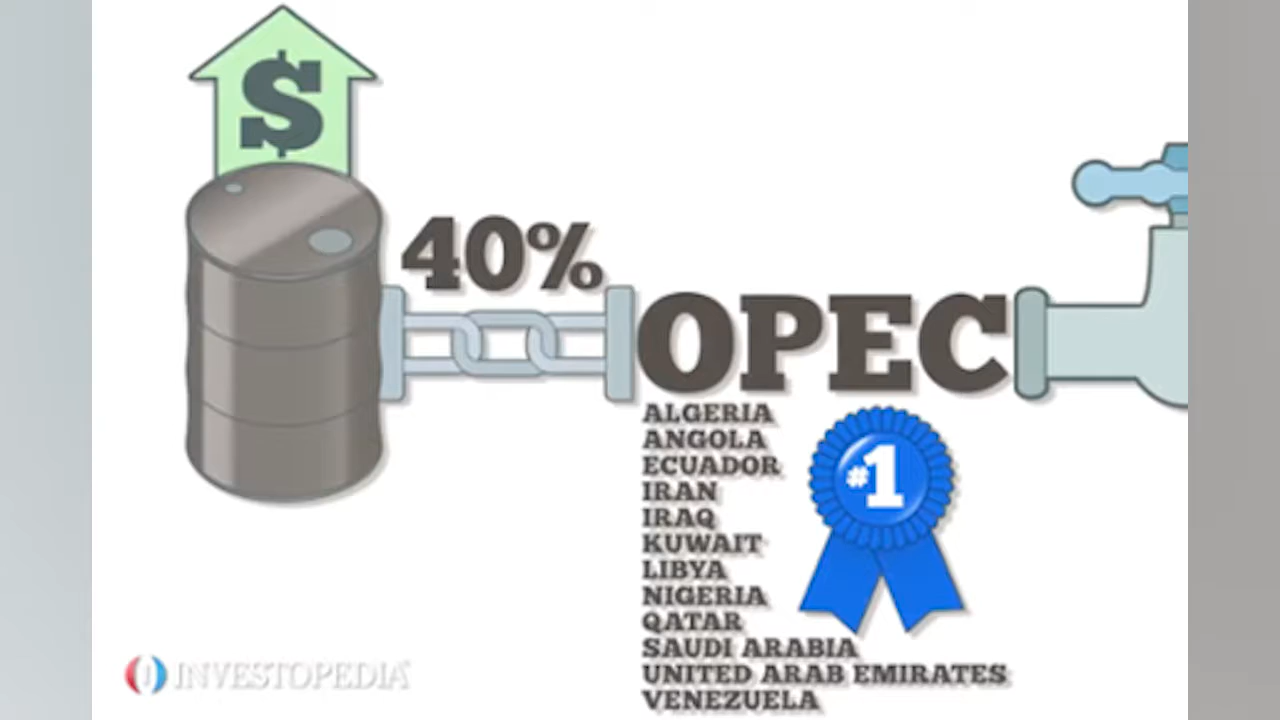 $
40%
OPEC
ALGERIA
ANGOLA
ECUADOR
IRAN
IRAQ
KUWAIT
LIBYA
NIGERIA
QATAR
SAUDI ARABIA
UNITED ARAB EMIRATES
VENEZUELA
#1
INVESTOPEDIA